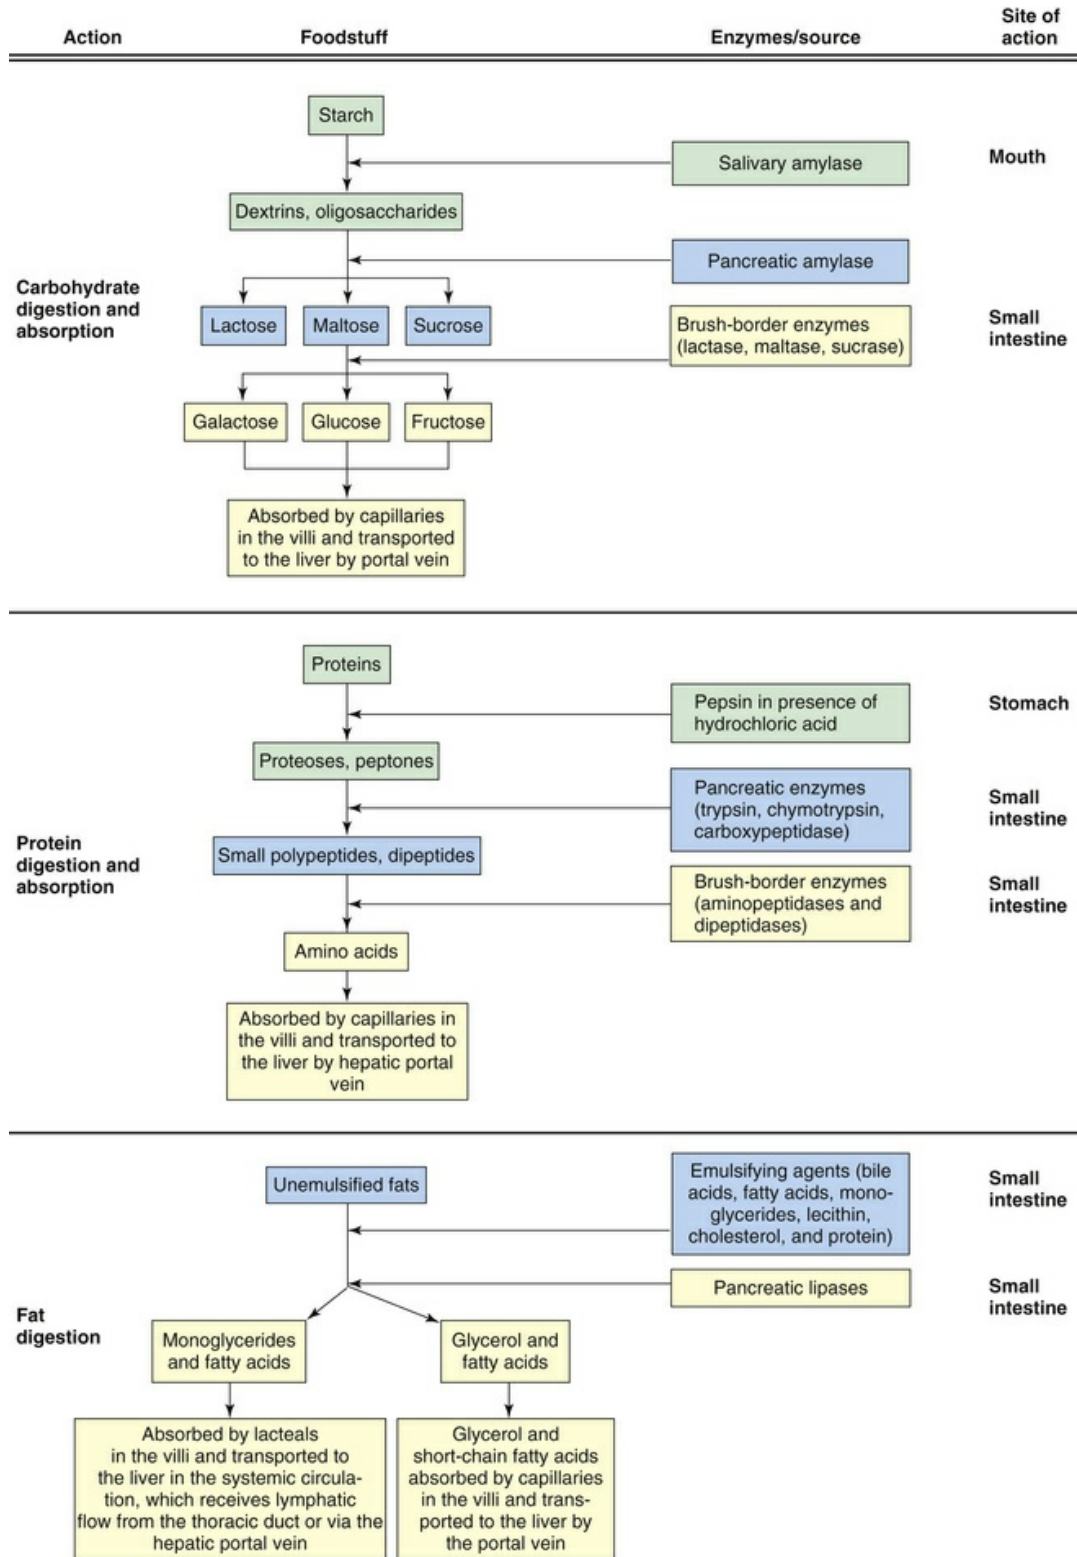 Action
Foodstuff
Enzymes/source
Site of
action
Starch
Salivary amylase
Mouth
Dextrins, oligosaccharides
Pancreatic amylase
Carbohydrate
digestion and
absorption
Lactose
Maltose
Sucrose
Brush-border enzymes
(lactase, maltase, sucrase)
Small
intestine
Galactose
Glucose
Fructose
Absorbed by capillaries
in the villi and transported
to the liver by portal vein
Proteins
Pepsin in presence of
hydrochloric acid
Stomach
Proteoses, peptones
Pancreatic enzymes
(trypsin, chymotrypsin,
carboxypeptidase)
Small
intestine
Protein
digestion and
absorption
Small polypeptides, dipeptides
Brush-border enzymes
(aminopeptidases and
dipeptidases)
Small
intestine
Amino acids
Absorbed by capillaries in
the villi and transported to
the liver by hepatic portal
vein
Unemulsified fats
Emulsifying agents (bile
acids, fatty acids, mono-
glycerides, lecithin,
cholesterol, and protein)
Small
intestine
Pancreatic lipases
Small
intestine
Fat
digestion
Monoglycerides
and fatty acids
Glycerol and
fatty acids
Absorbed by lacteals
in the villi and transported to
the liver in the systemic circula-
tion, which receives lymphatic
flow from the thoracic duct or via the
hepatic portal vein
Glycerol and
short-chain fatty acids
absorbed by capillaries
in the villi and trans-
ported to the liver by
the portal vein